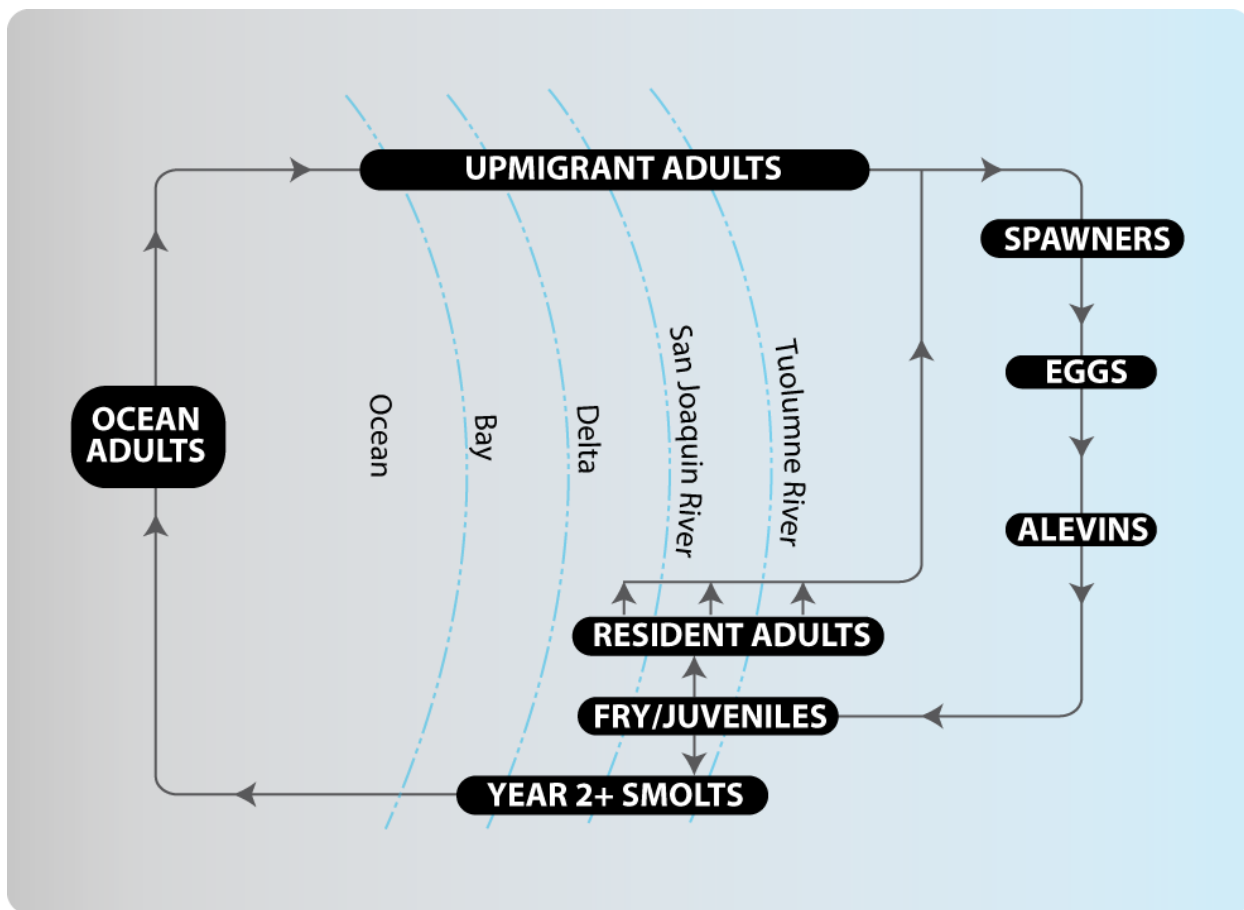 UPMIGRANT ADULTS
SPAWNERS
EGGS
ALEVINS
OCEAN
ADULTS
Ocean
Bay
Delta
San Joaquin River
Tuolumne River
RESIDENT ADULTS
FRY/JUVENILES
YEAR 2+ SMOLTS